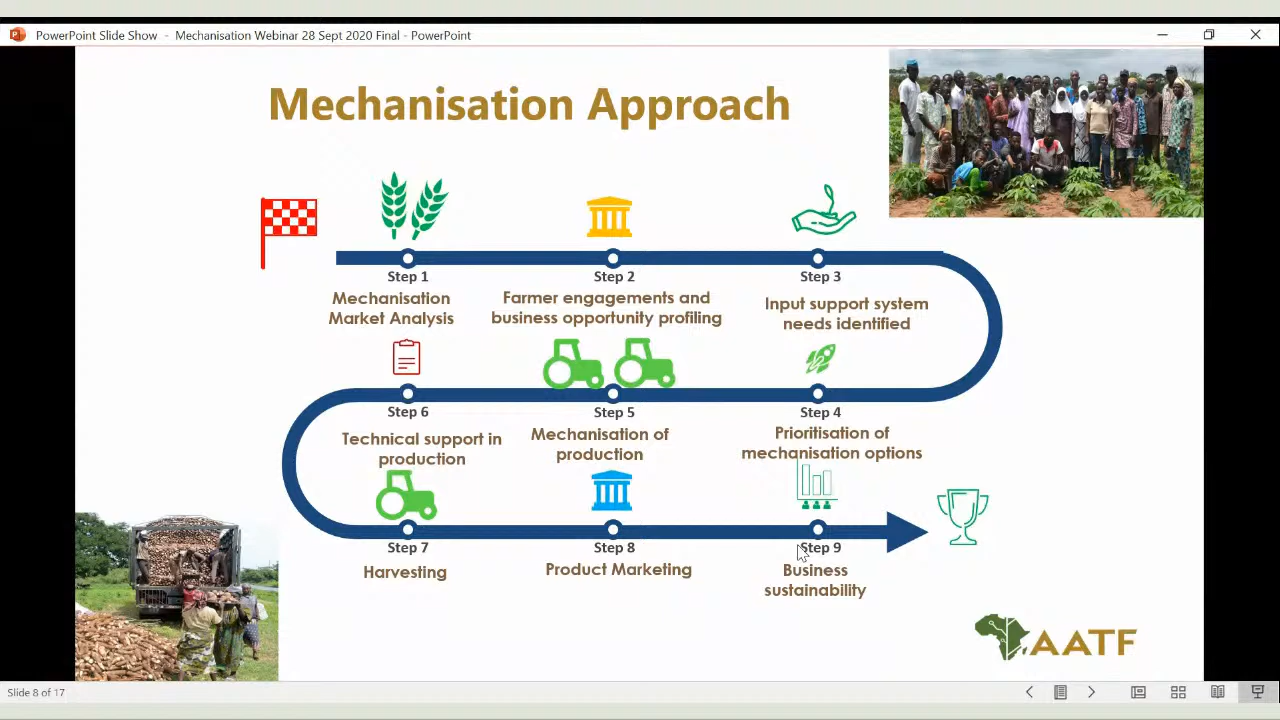 PowerPoint Slide Show - Mechanisation Webinar 28 Sept 2020 Final - PowerPoint
Mechanisation Approach
Step 1
Mechanisation
Market Analysis
Step 2
Farmer engagements and
business opportunity profiling
Step 3
Input support system
needs identified
Step 6
Technical support in
production
Step 5
Mechanisation of
production
Step 4
Prioritisation of
mechanisation options
Step 7
Harvesting
Step 8
Product Marketing
Step 9
Business
sustainability
AATF
Slide 8 of 17